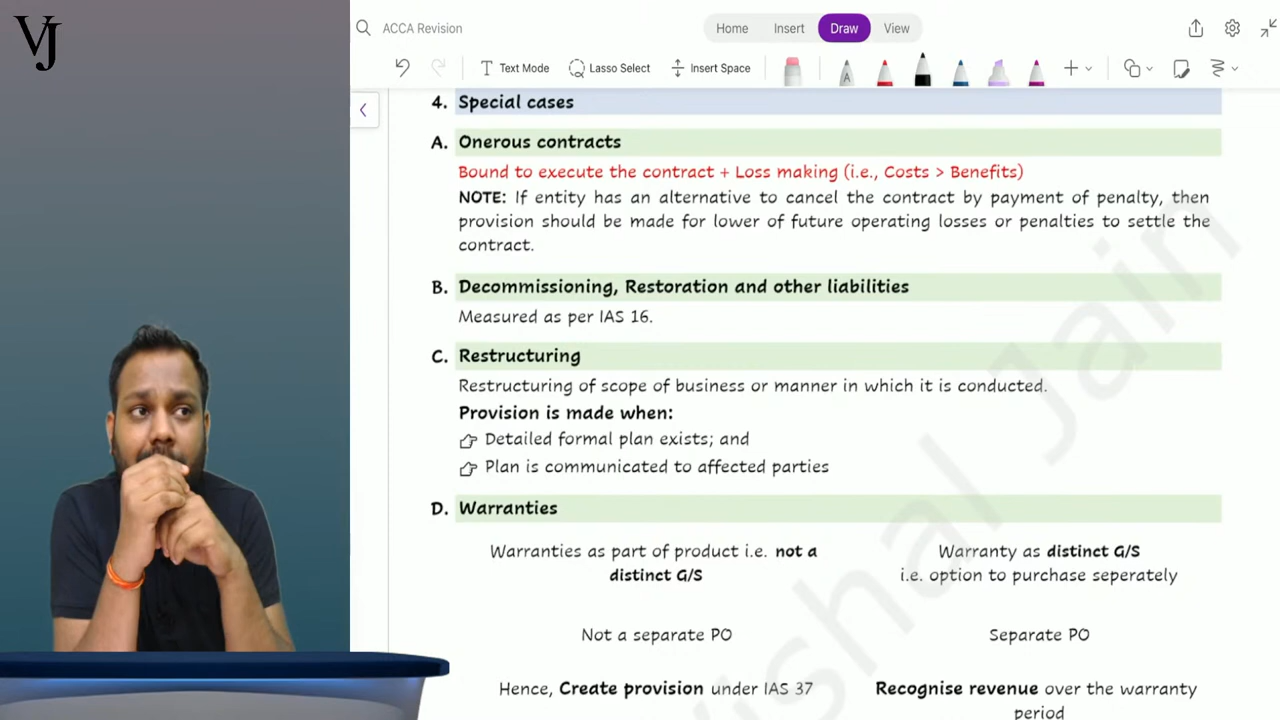 VJ
ACCA Revision
Home Insert Draw View
Text Mode Lasso Select Insert Space
A
4. Special cases
A. Onerous contracts
Bound to execute the contract + Loss making (i.e., Costs > Benefits)
NOTE: If entity has an alternative to cancel the contract by payment of penalty, then
provision should be made for lower of future operating losses or penalties to settle the
contract.
B. Decommissioning, Restoration and other liabilities
Measured as per IAS 16.
C. Restructuring
Restructuring of scope of business or manner in which it is conducted.
Provision is made when:
Detailed formal plan exists; and
Plan is communicated to affected parties
D. Warranties
Warranties as part of product i.e. not a
distinct G/S
Warranty as distinct G/S
i.e. option to purchase seperately
Not a separate PO
Separate PO
Hence, Create provision under IAS 37
Recognise revenue over the warranty
period
Vishal Jain